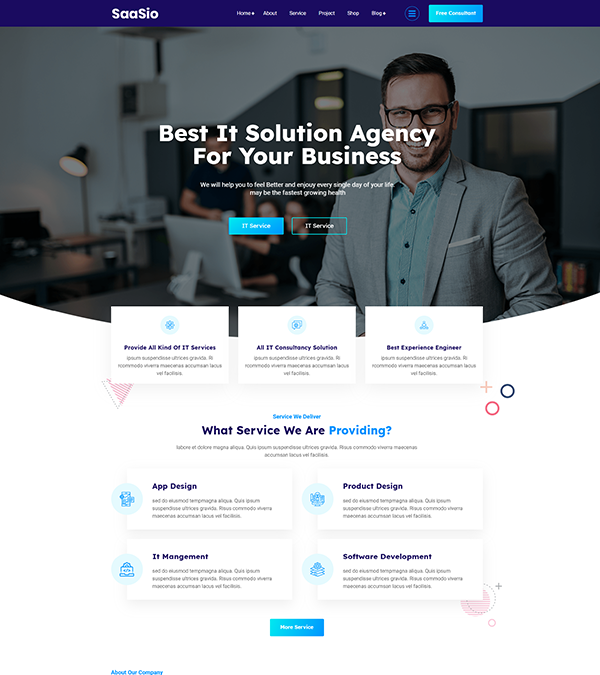 SaaSio
Home+ About Service Project Shop Blog+
Free Consultant
Best It Solution Agency
For Your Business
We will help you to feel Better and enjouy every single day of your life.
may be the fastest growing health
IT Service
IT Service
Provide All Kind Of IT Services
ipsum suspendisse ultrices gravida. Ri
rcommodo viverra maecenas accumsan lacus
vel facilisis.
All IT Consultancy Solution
ipsum suspendisse ultrices gravida. Ri
rcommodo viverra maecenas accumsan lacus
vel facilisis.
Best Experience Engineer
ipsum suspendisse ultrices gravida. Ri
rcommodo viverra maecenas accumsan lacus
vel facilisis.
Service We Deliver
What Service We Are Providing?
labore et dolore magna aliqua. Quis ipsum suspendisse ultrices gravida. Risus commodo viverra maecenas
accumsan lacus vel facilisis.
App Design
sed do eiusmod tempmagna aliqua. Quis ipsum
suspendisse ultrices gravida. Risus commodo viverra
maecenas accumsan lacus vel facilisis.
Product Design
sed do eiusmod tempmagna aliqua. Quis ipsum
suspendisse ultrices gravida. Risus commodo viverra
maecenas accumsan lacus vel facilisis.
It Mangement
sed do eiusmod tempmagna aliqua. Quis ipsum
suspendisse ultrices gravida. Risus commodo viverra
maecenas accumsan lacus vel facilisis.
Software Development
sed do eiusmod tempmagna aliqua. Quis ipsum
suspendisse ultrices gravida. Risus commodo viverra
maecenas accumsan lacus vel facilisis.
More Service
About Our Company